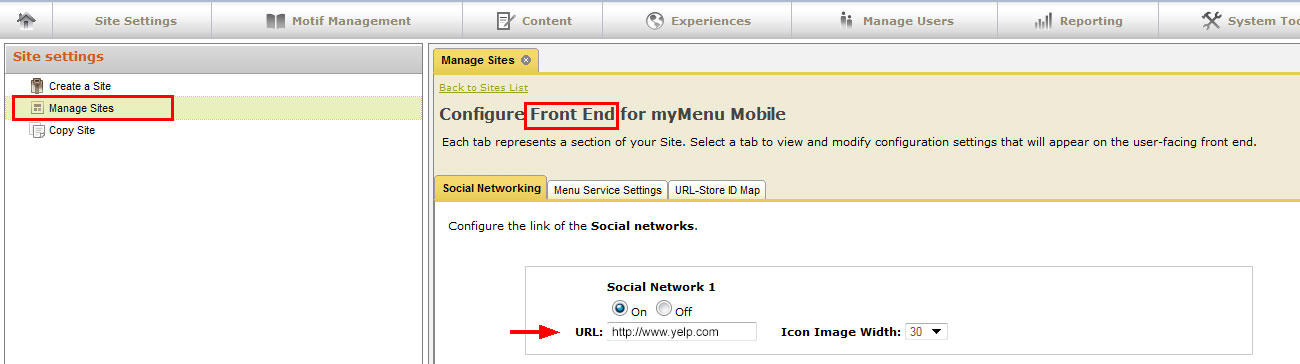 Site Settings Motif Management Content Experiences Manage Users Reporting System Too
Site settings
Create a Site
Manage Sites
Copy Site
Manage Sites
Back to Sites List
Configure Front End for myMenu Mobile
Each tab represents a section of your Site. Select a tab to view and modify configuration settings that will appear on the user-facing front end.
Social Networking Menu Service Settings URL-Store ID Map
Configure the link of the Social networks.
Social Network 1
On Off
URL: http://www.yelp.com Icon Image Width: 30